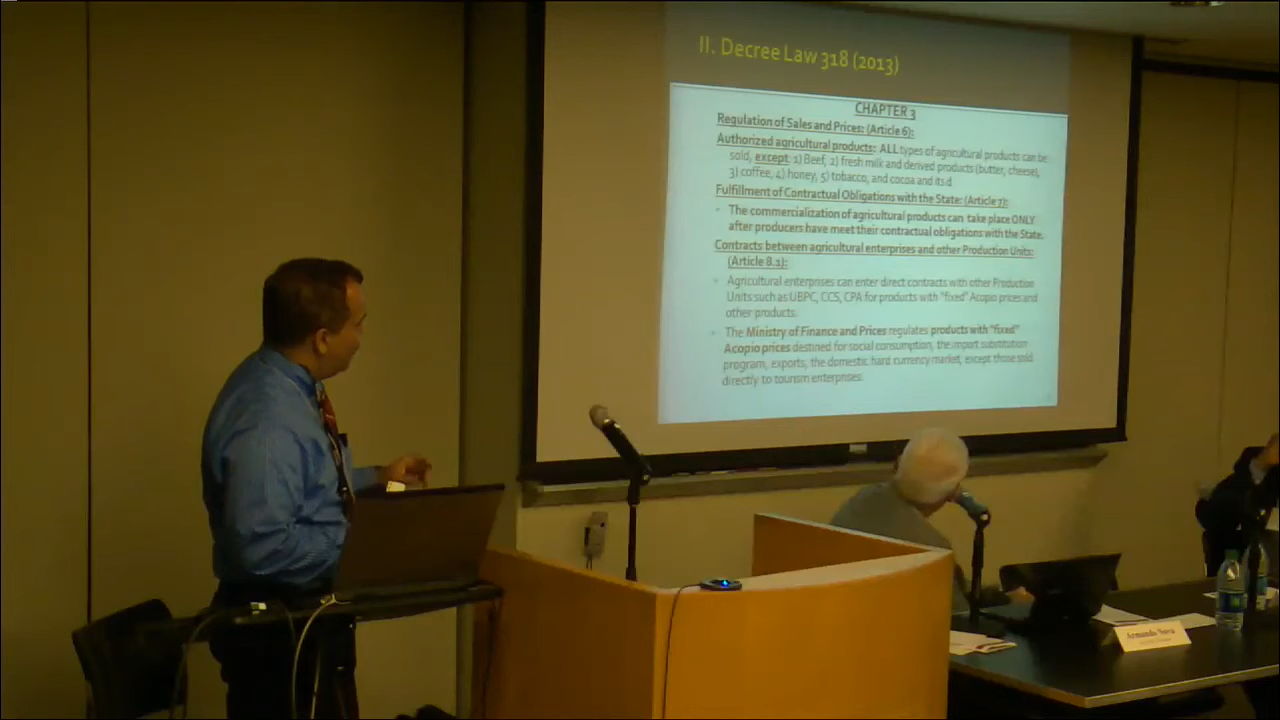 II. Decree Law 318 (2013)
CHAPTER 3
Regulation of Sales and Prices: (Article 6):
Authorized agricultural products: ALL types of agricultural products can be
sold, except: 1) Beef, 2) fresh milk and derived products (butter, cheese),
3) coffee, 4) honey, 5) tobacco, and cocoa and its d
Fulfillment of Contractual Obligations with the State: (Article 7):
- The commercialization of agricultural products can take place ONLY
after producers have meet their contractual obligations with the State.
Contracts between agricultural enterprises and other Production Units:
(Article 8.1):
- Agricultural enterprises can enter direct contracts with other Production
Units such as UBPC, CCS, CPA for products with "fixed" Acopio prices and
other products.
- The Ministry of Finance and Prices regulates products with "fixed"
Acopio prices destined for social consumption, the import substitution
program, exports, the domestic hard currency market, except those sold
directly to tourism enterprises.
Armando Nova